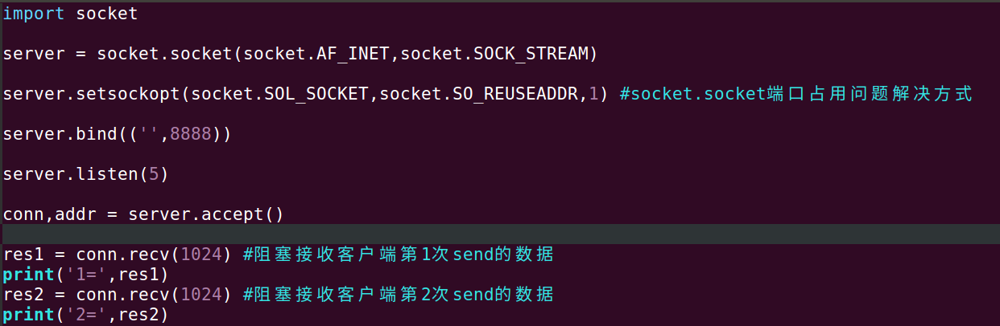 import socket
server = socket.socket(socket.AF_INET,socket.SOCK_STREAM)
server.setsockopt(socket.SOL_SOCKET,socket.SO_REUSEADDR,1) #socket.socket端口占用问题解决方式
server.bind(('',8888))
server.listen(5)
conn,addr = server.accept()
res1 = conn.recv(1024) #阻塞接收客户端第1次send的数据
print('1=',res1)
res2 = conn.recv(1024) #阻塞接收客户端第2次send的数据
print('2=',res2)